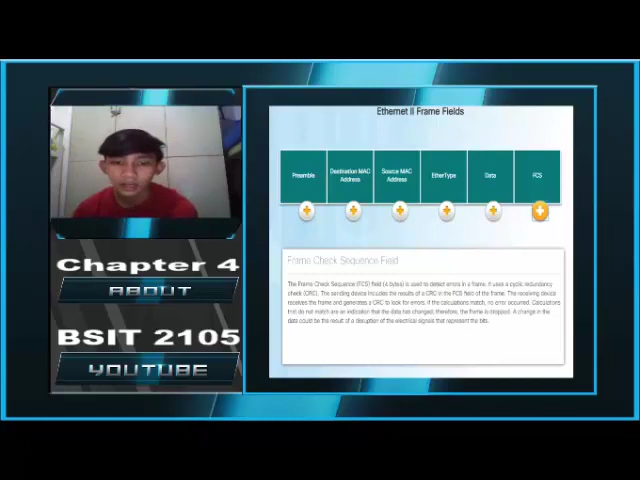 Ethernet II Frame Fields
Preamble
Destination MAC
Address
Source MAC
Address
EtherType
Data
FCS
Frame Check Sequence Field
The Frame Check Sequence (FCS) field (4 bytes) is used to detect errors in a frame. It uses a cyclic redundancy
check (CRC). The sending device includes the results of a CRC in the FCS field of the frame. The receiving device
receives the frame and generates a CRC to look for errors. If the calculations match, no error occurred. Calculations
that do not match are an indication that the data has changed; therefore, the frame is dropped. A change in the
data could be the result of a disruption of the electrical signals that represent the bits.
Chapter 4
ABOUT
BSIT 2105
YOUTUBE